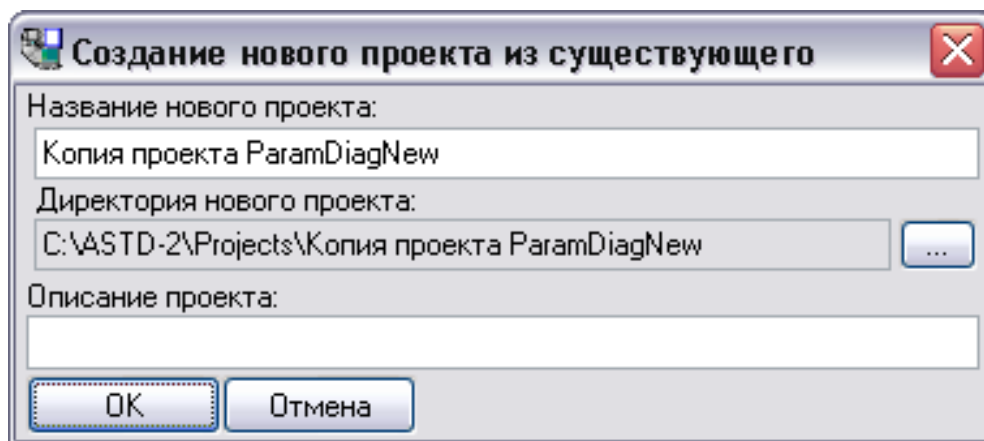 Создание нового проекта из существующего
Название нового проекта:
Копия проекта ParamDiagNew
Директория нового проекта:
C:\ASTD-2\Projects\Копия проекта ParamDiagNew
...
Описание проекта:
OK Отмена